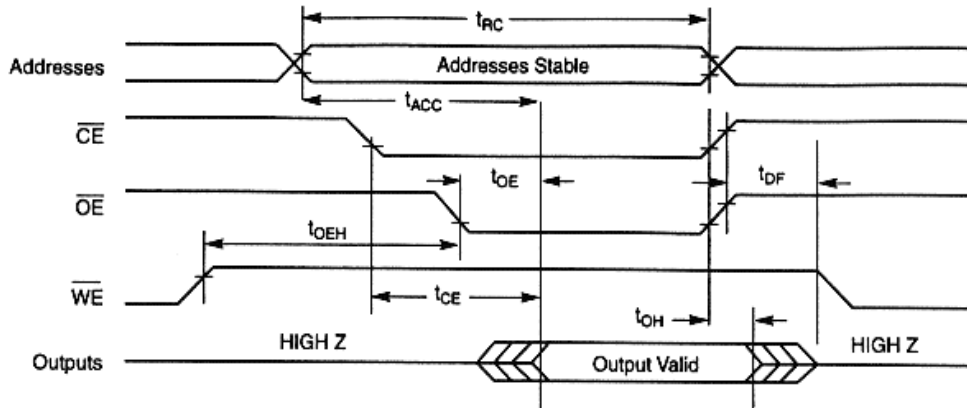 tRC
Addresses
Addresses Stable
tACC
CE
tOE
tDF
OE
tOEH
WE
tCE
tOH
HIGH Z
HIGH Z
Outputs
Output Valid